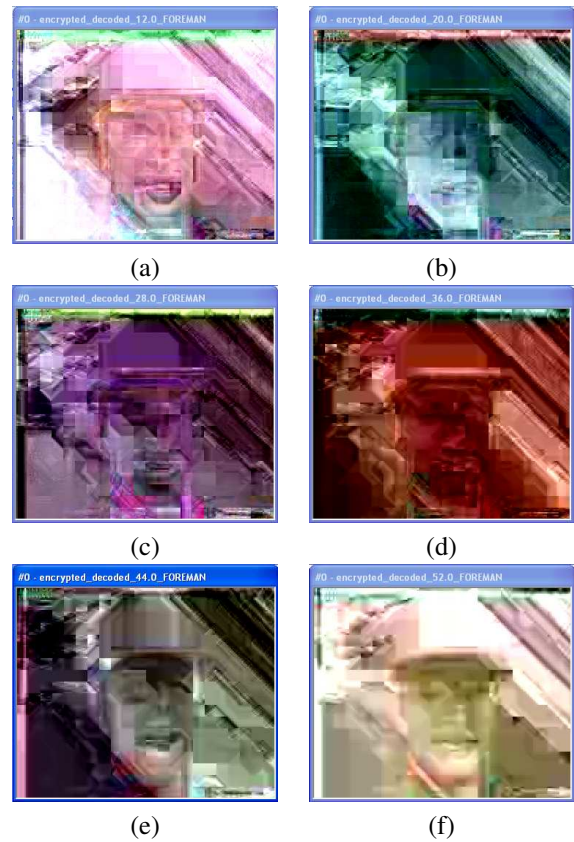 #0 - encrypted_decoded_12.0_FOREMAN
#0 - encrypted_decoded_20.0_FOREMAN
(a)
(b)
#0 - encrypted_decoded_28.0_FOREMAN
#0 - encrypted_decoded_36.0_FOREMAN
(c)
(d)
#0 - encrypted_decoded_44.0_FOREMAN
#0 - encrypted_decoded_52.0_FOREMAN
(e)
(f)